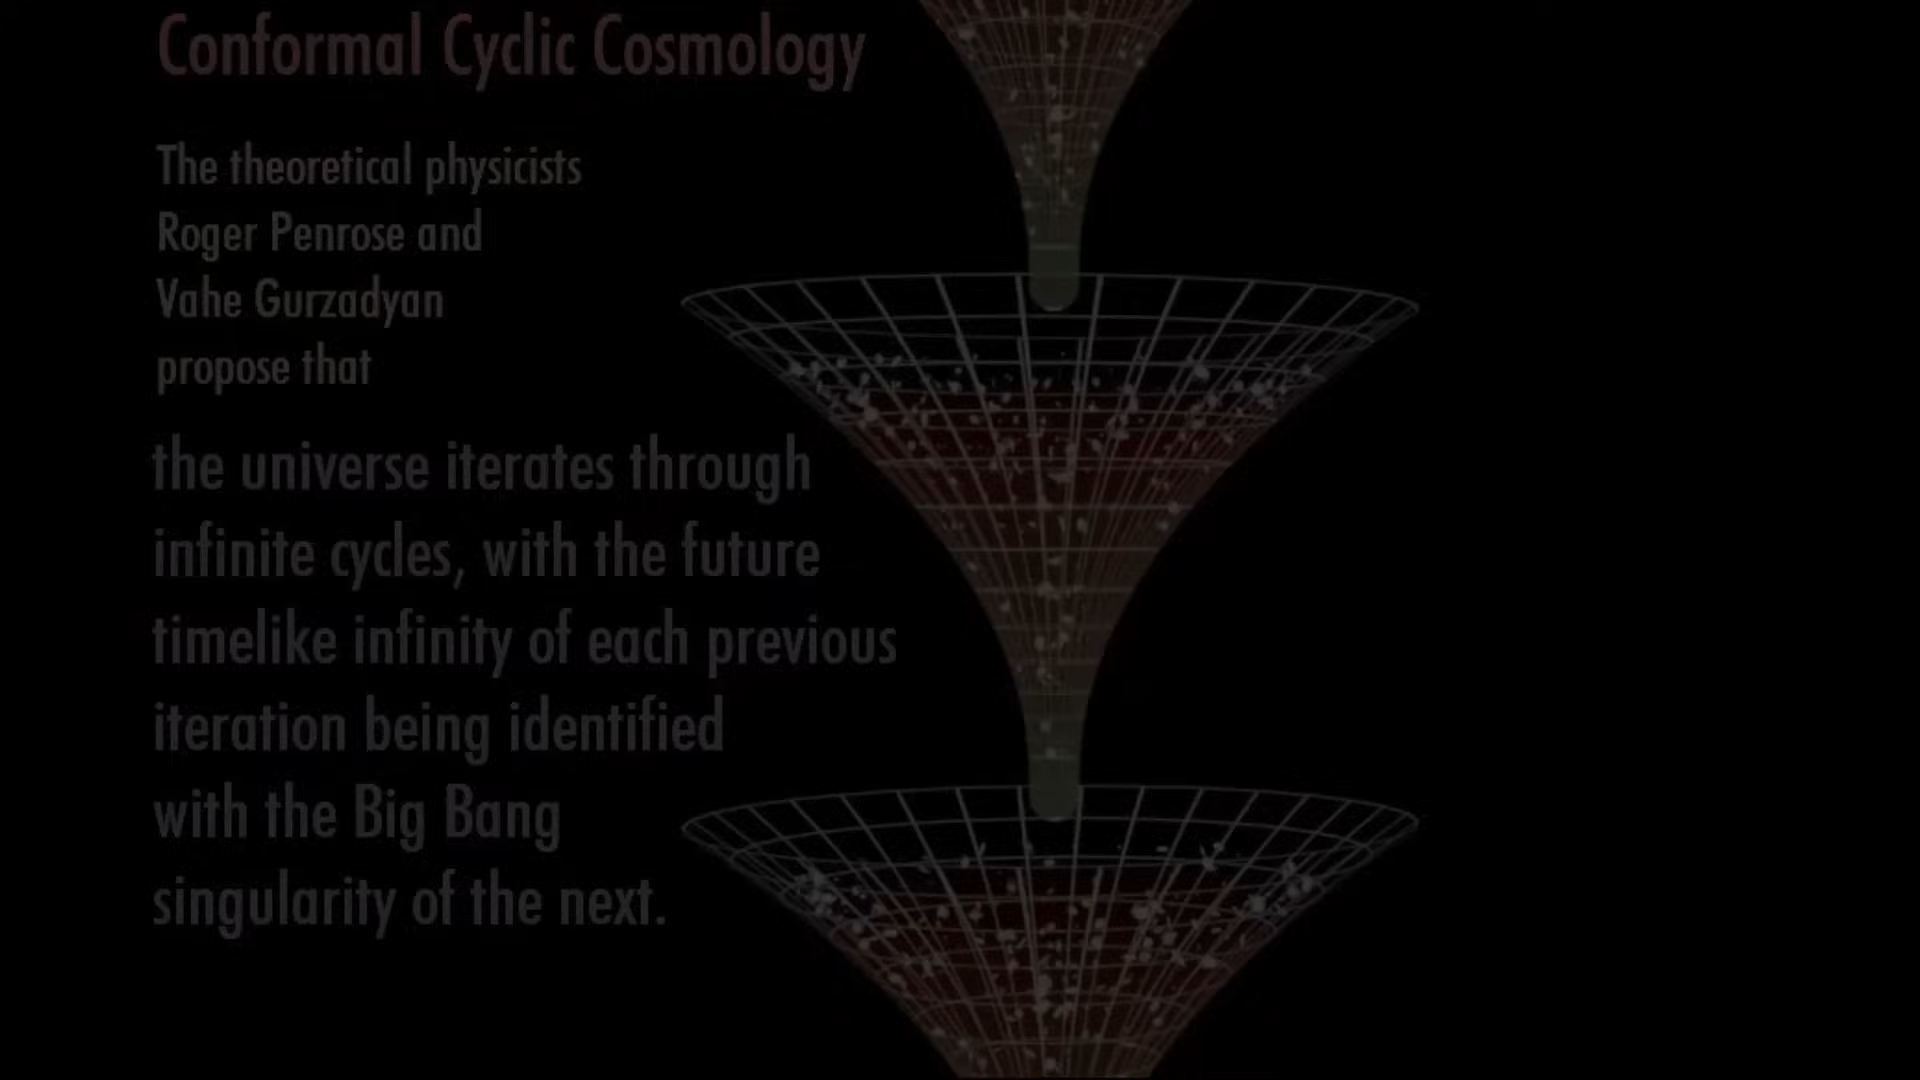 Conformal Cyclic Cosmology
The theoretical physicists
Roger Penrose and
Vahe Gurzadyan
propose that
the universe iterates through
infinite cycles, with the future
timelike infinity of each previous
iteration being identified
with the Big Bang
singularity of the next.